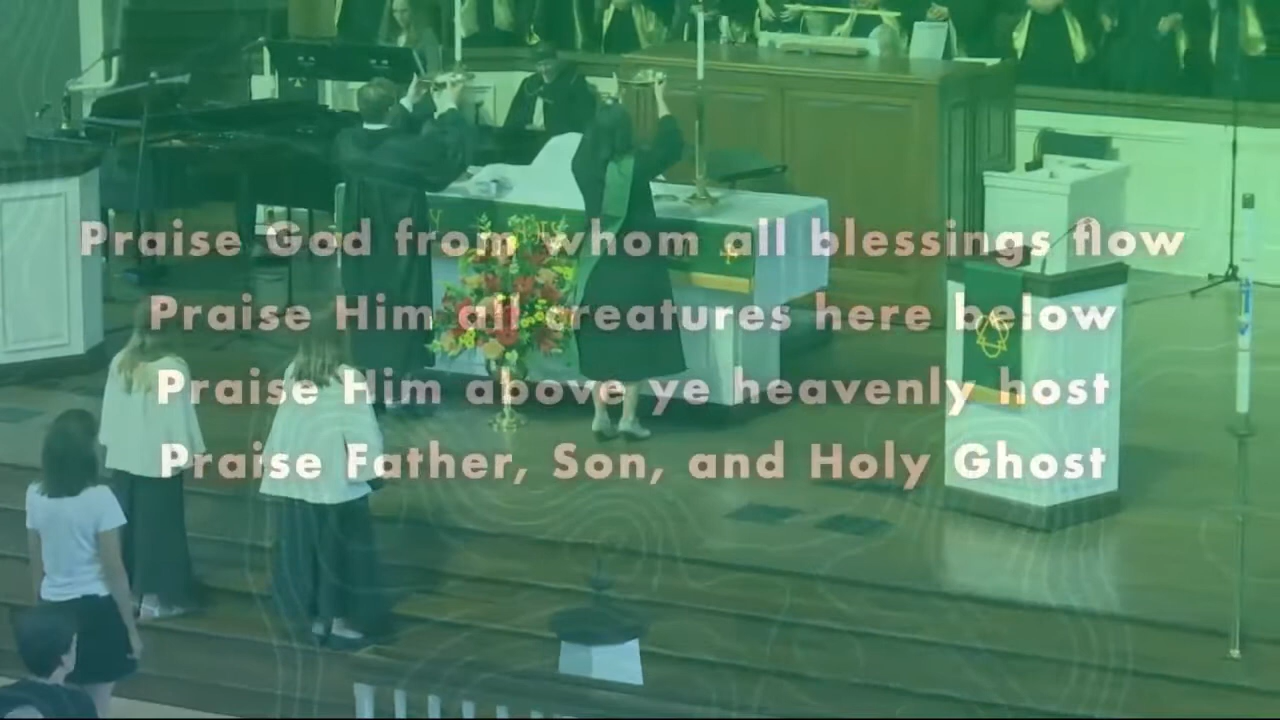 Praise God from whom all blessings flow
Praise Him all creatures here below
Praise Him above ye heavenly host
Praise Father, Son, and Holy Ghost